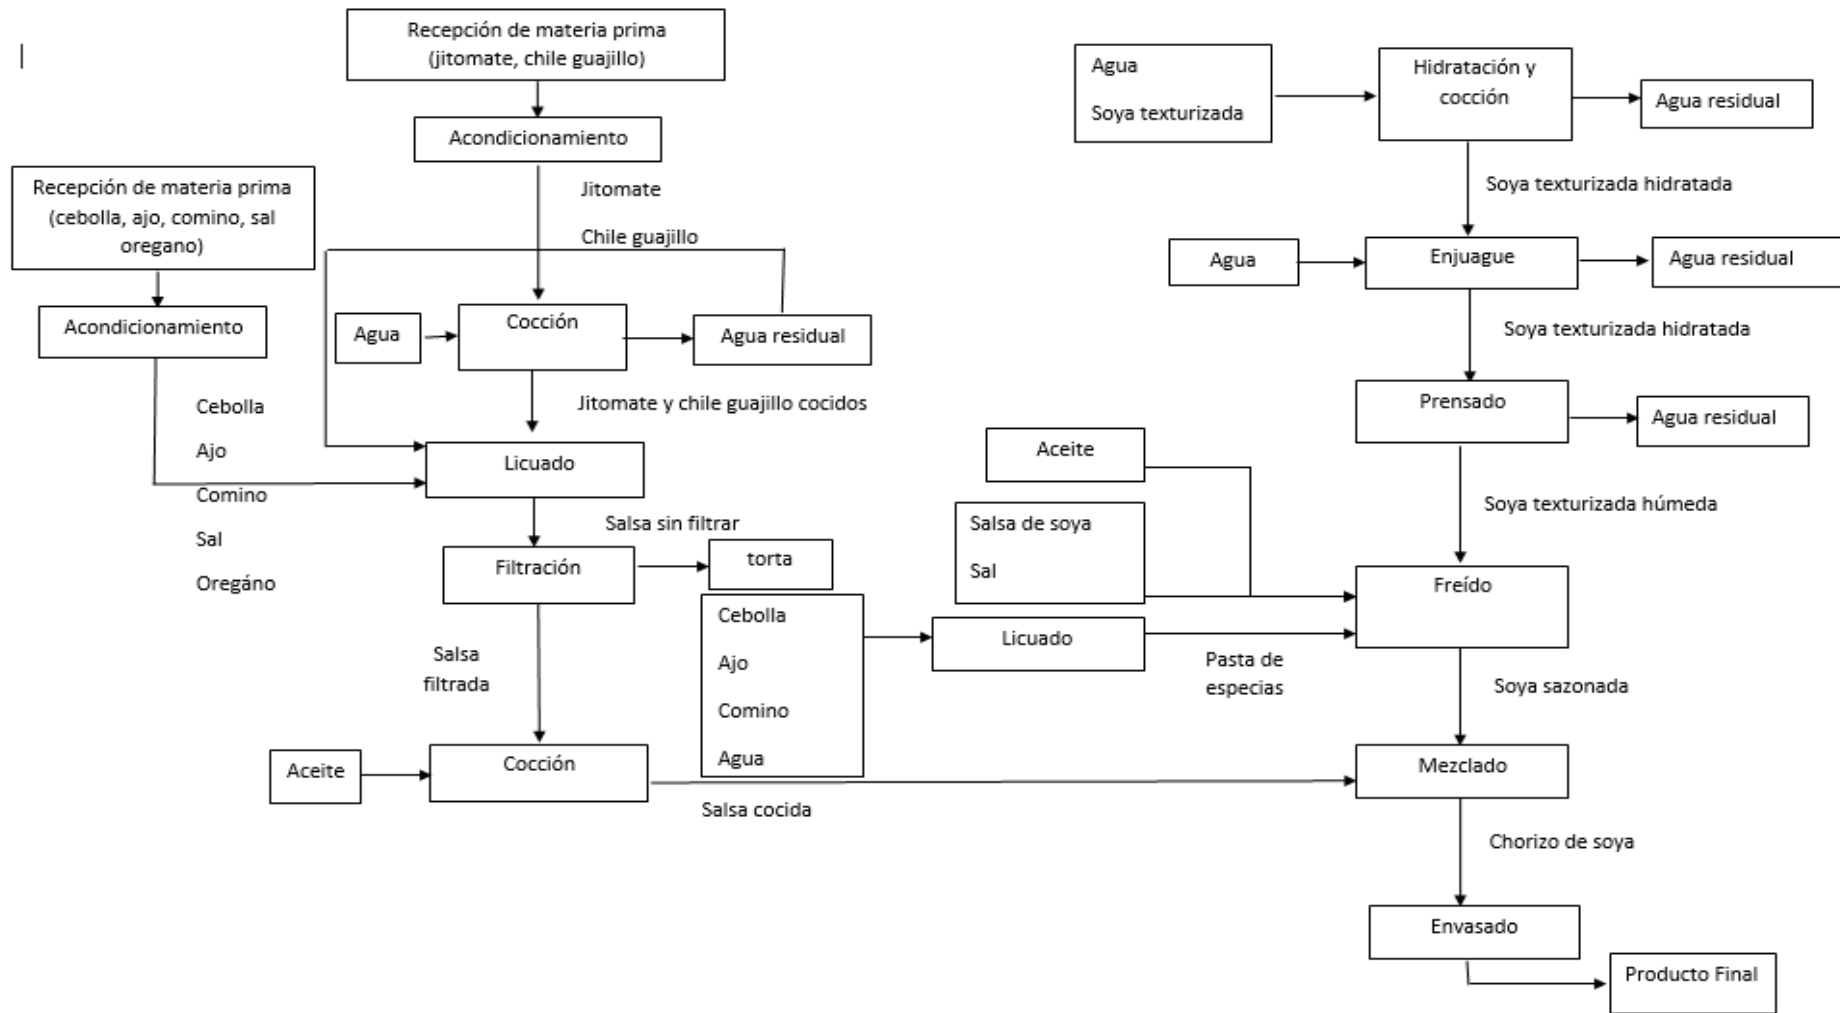 Recepción de materia prima
(jitomate, chile guajillo)
Acondicionamiento
Jitomate
Chile guajillo
Recepción de materia prima
(cebolla, ajo, comino, sal
oregano)
Acondicionamiento
Cebolla
Ajo
Comino
Sal
Oregáno
Agua
Cocción
Agua residual
Jitomate y chile guajillo cocidos
Licuado
Salsa sin filtrar
Filtración
torta
Salsa
filtrada
Aceite
Cocción
Salsa cocida
Cebolla
Ajo
Comino
Agua
Licuado
Pasta de
especias
Aceite
Salsa de soya
Sal
Agua
Soya texturizada
Hidratación y
cocción
Agua residual
Soya texturizada hidratada
Agua
Enjuague
Agua residual
Soya texturizada hidratada
Prensado
Agua residual
Soya texturizada húmeda
Freído
Soya sazonada
Mezclado
Chorizo de soya
Envasado
Producto Final